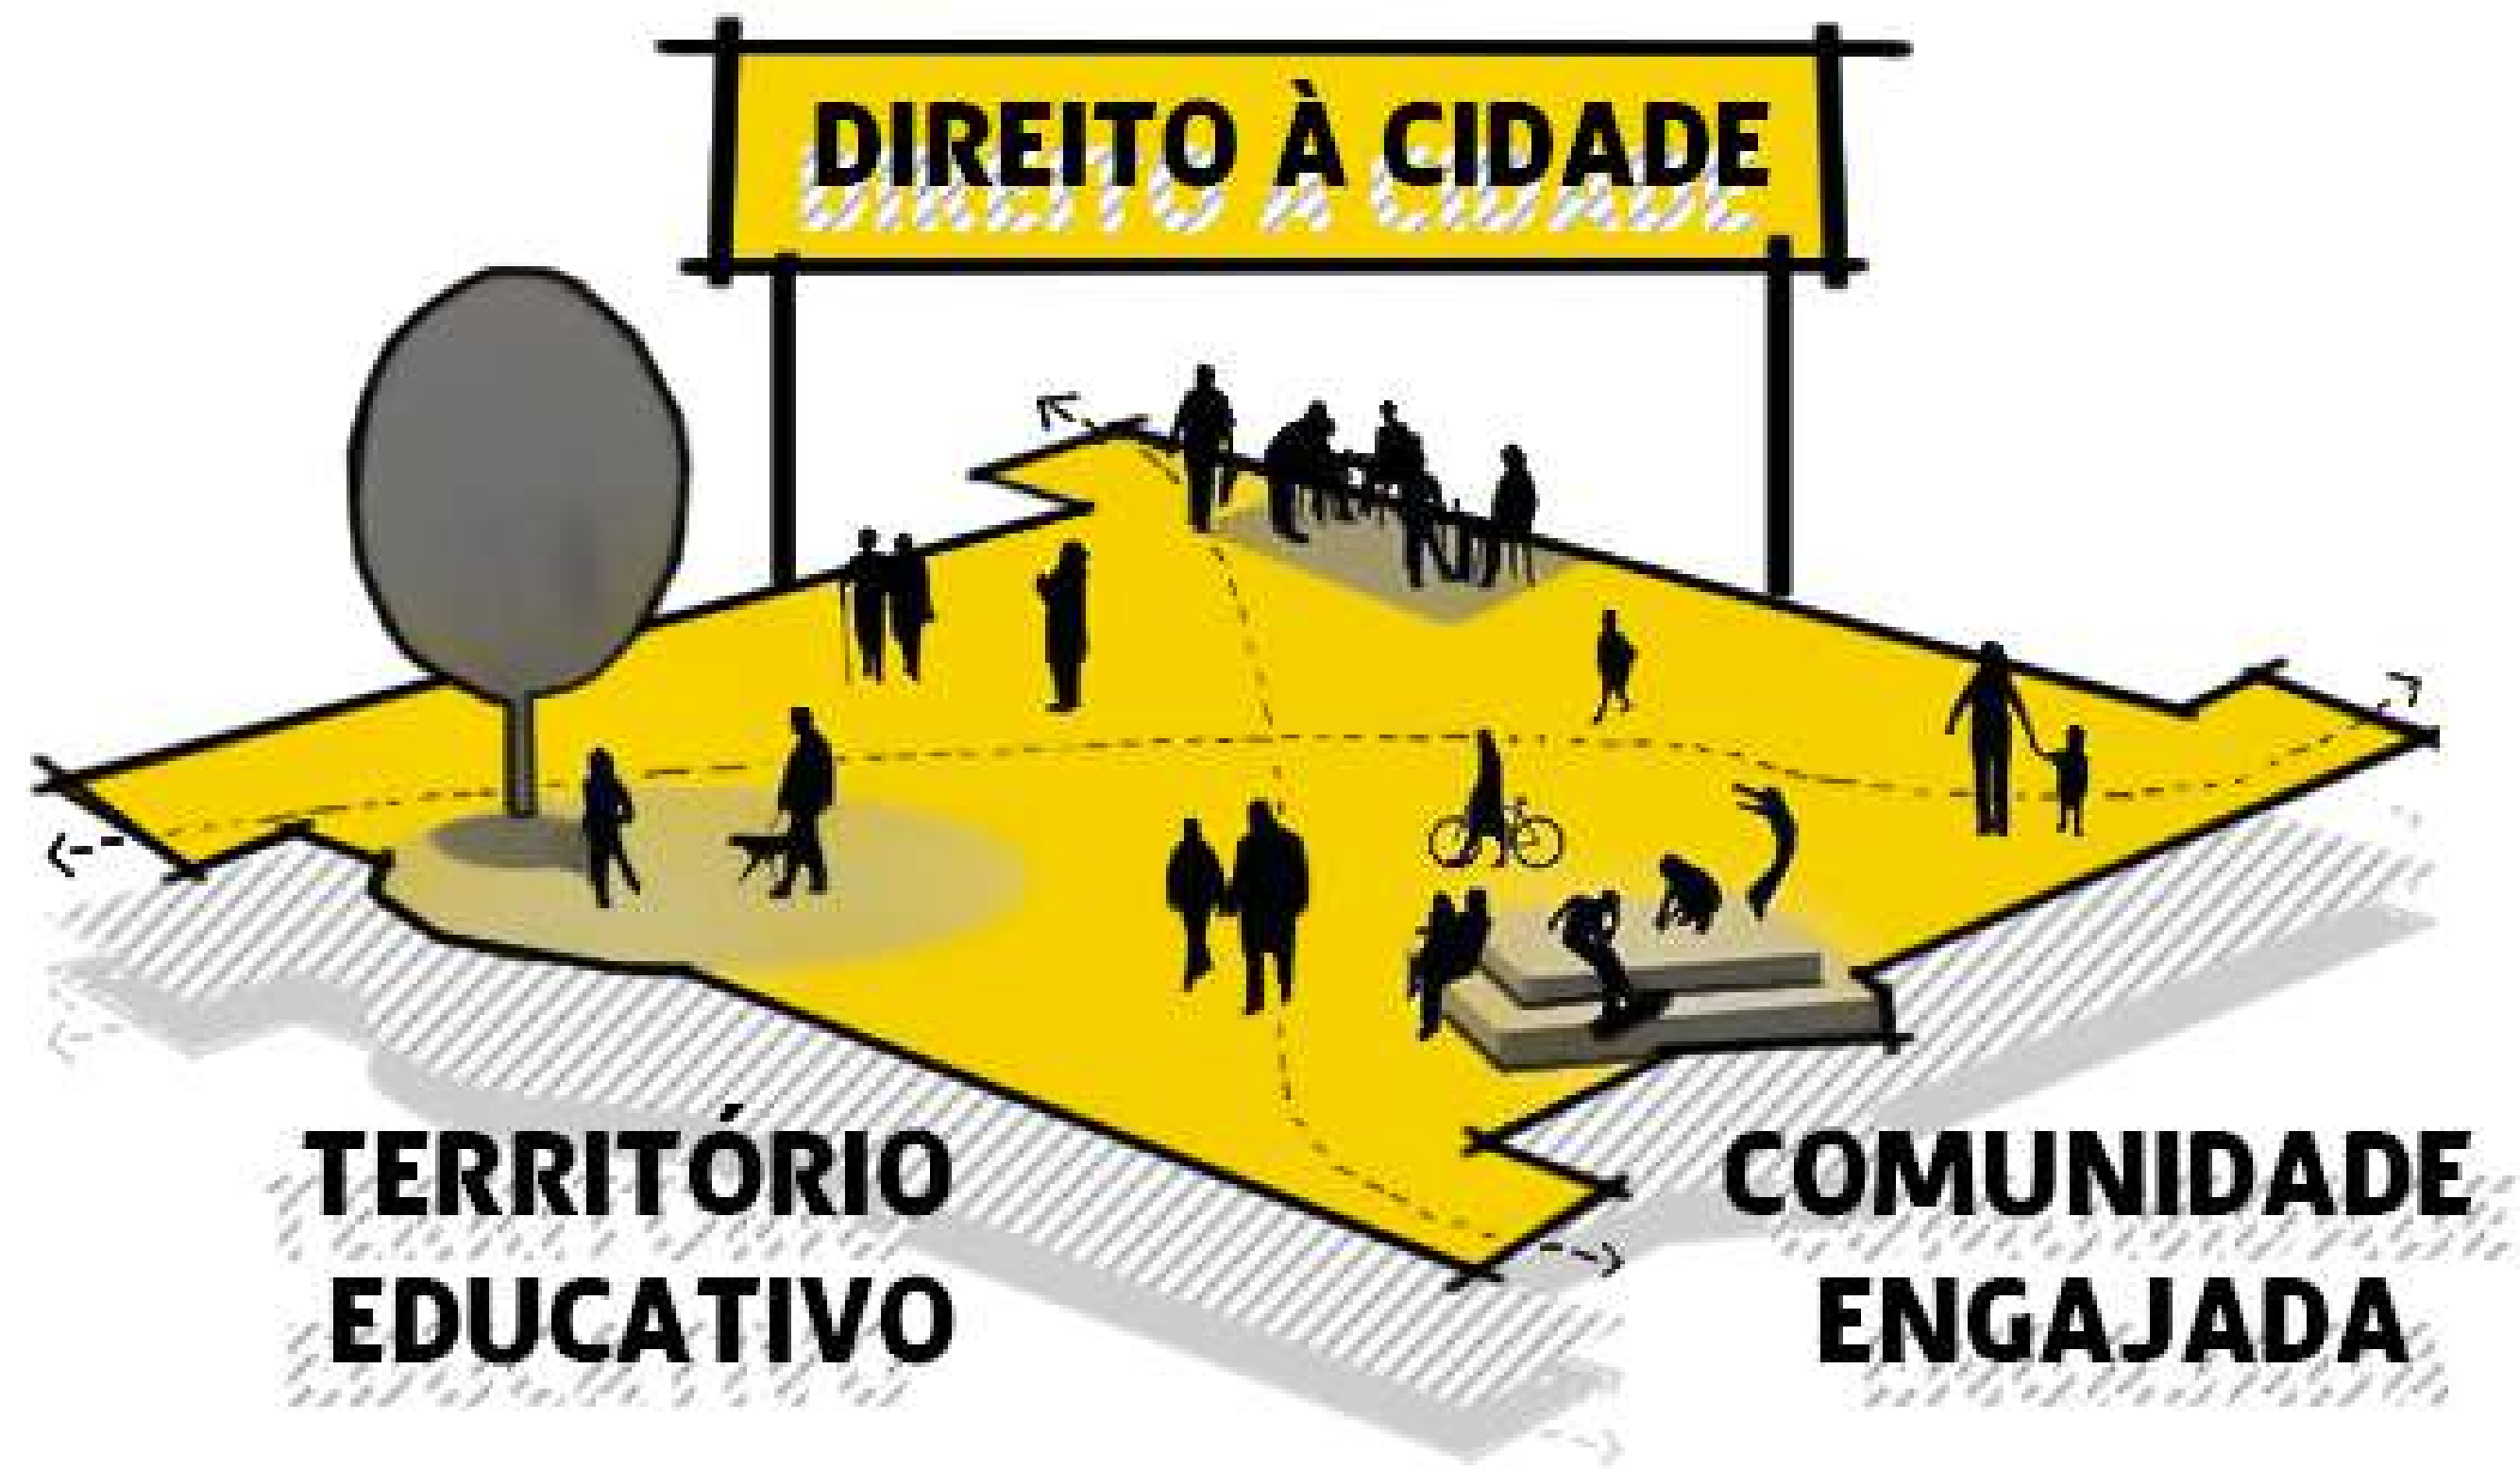 DIREITO À CIDADE
TERRITÓRIO
EDUCATIVO
COMUNIDADE
ENGAJADA